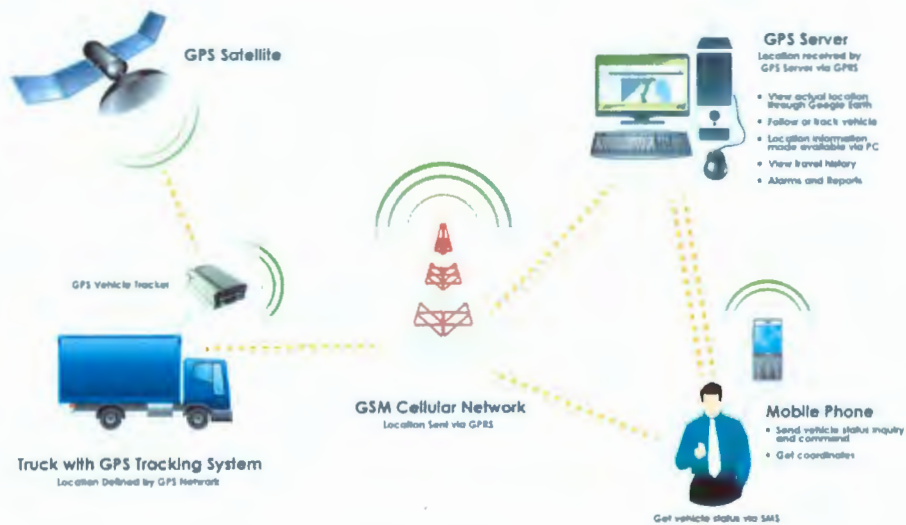 GPS Satellite
GPS Server
Location received by
GPS Server via GPRS
• View actual location
through Google Earth
• Follow or track vehicle
• Location information
made available via PC
• View travel history
• Alarms and Reports
GPS Vehicle Tracker
GSM Cellular Network
Location Sent via GPRS
Truck with GPS Tracking System
Location Defined by GPS Network
Mobile Phone
• Send vehicle status inquiry
and command
• Get coordinates
Get vehicle status via SMS